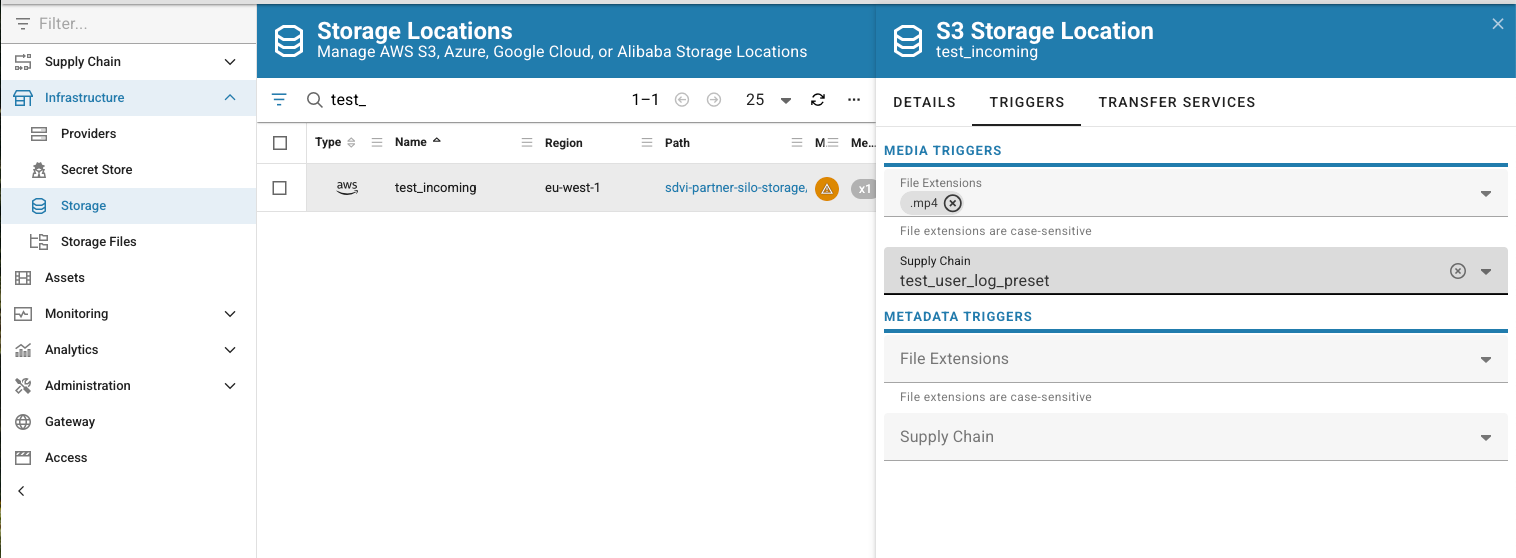 Filter...
Supply Chain
Infrastructure
Providers
Secret Store
Storage
Storage Files
Assets
Monitoring
Analytics
Administration
Gateway
Access
Storage Locations
Manage AWS S3, Azure, Google Cloud, or Alibaba Storage Locations
test_ 1–1 25
Type Name Region Path M. Me...
aws test_incoming eu-west-1 sdvi-partner-silo-storage, x1
S3 Storage Location
test_incoming
DETAILS TRIGGERS TRANSFER SERVICES
MEDIA TRIGGERS
File Extensions
.mp4
File extensions are case-sensitive
Supply Chain
test_user_log_preset
METADATA TRIGGERS
File Extensions
File extensions are case-sensitive
Supply Chain